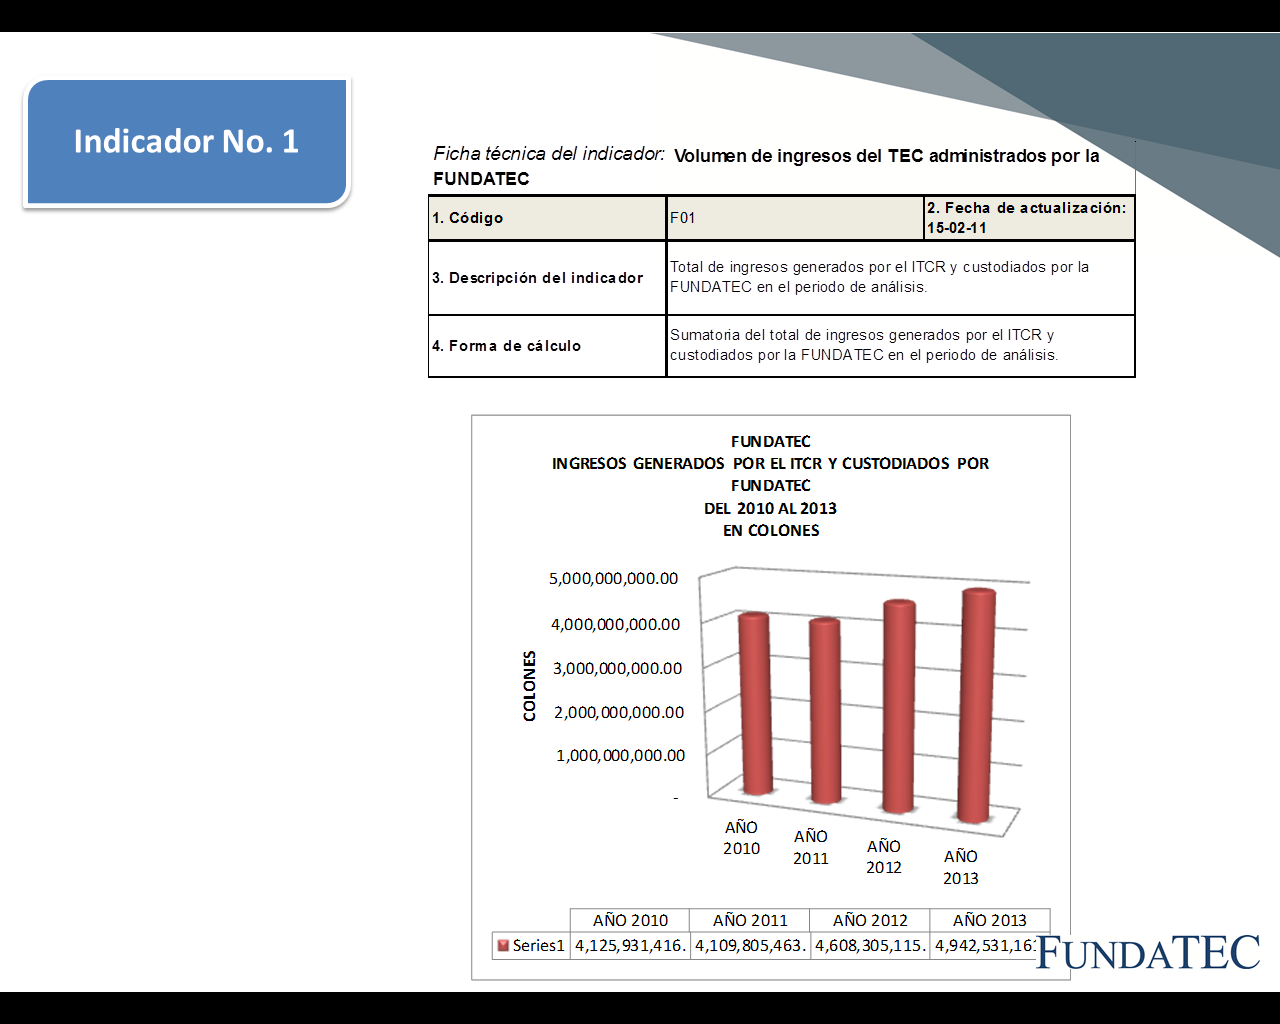 Indicador No. 1
Ficha técnica del indicador: Volumen de ingresos del TEC administrados por la
FUNDATEC
1. Código F01 2. Fecha de actualización:
15-02-11
3. Descripción del indicador
Total de ingresos generados por el ITCR y custodiados por la
FUNDATEC en el periodo de análisis.
4. Forma de cálculo
Sumatoria del total de ingresos generados por el ITCR y
custodiados por la FUNDATEC en el periodo de análisis.
FUNDATEC
INGRESOS GENERADOS POR EL ITCR Y CUSTODIADOS POR
FUNDATEC
DEL 2010 AL 2013
EN COLONES
COLONES
5,000,000,000.00
4,000,000,000.00
3,000,000,000.00
2,000,000,000.00
1,000,000,000.00
-
AÑO
2010
AÑO
2011
AÑO
2012
AÑO
2013
AÑO 2010 AÑO 2011 AÑO 2012 AÑO 2013
Series1 4,125,931,416. 4,109,805,463. 4,608,305,115. 4,942,531,161
FUNDATEC